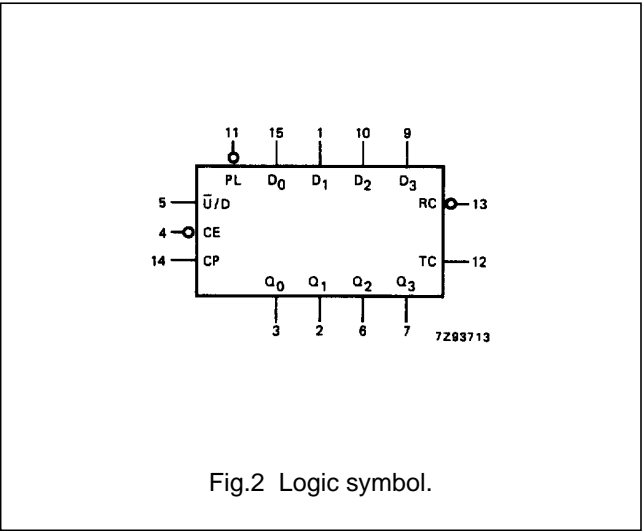 11 15 1 10 9
PL D0 D1 D2 D3
5 U̅/D RC 13
4 CE
14 CP TC 12
Q0 Q1 Q2 Q3
3 2 6 7
7Z93713
Fig.2 Logic symbol.